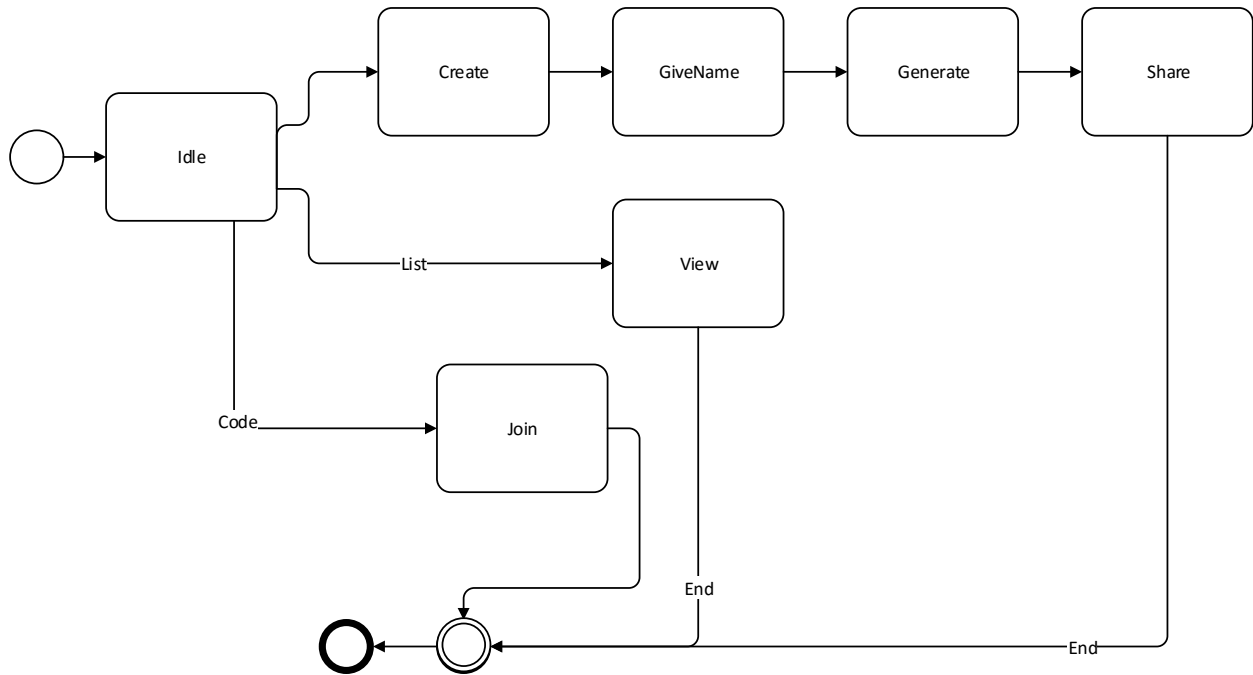 Create
GiveName
Generate
Share
Idle
List
View
Code
Join
End
End